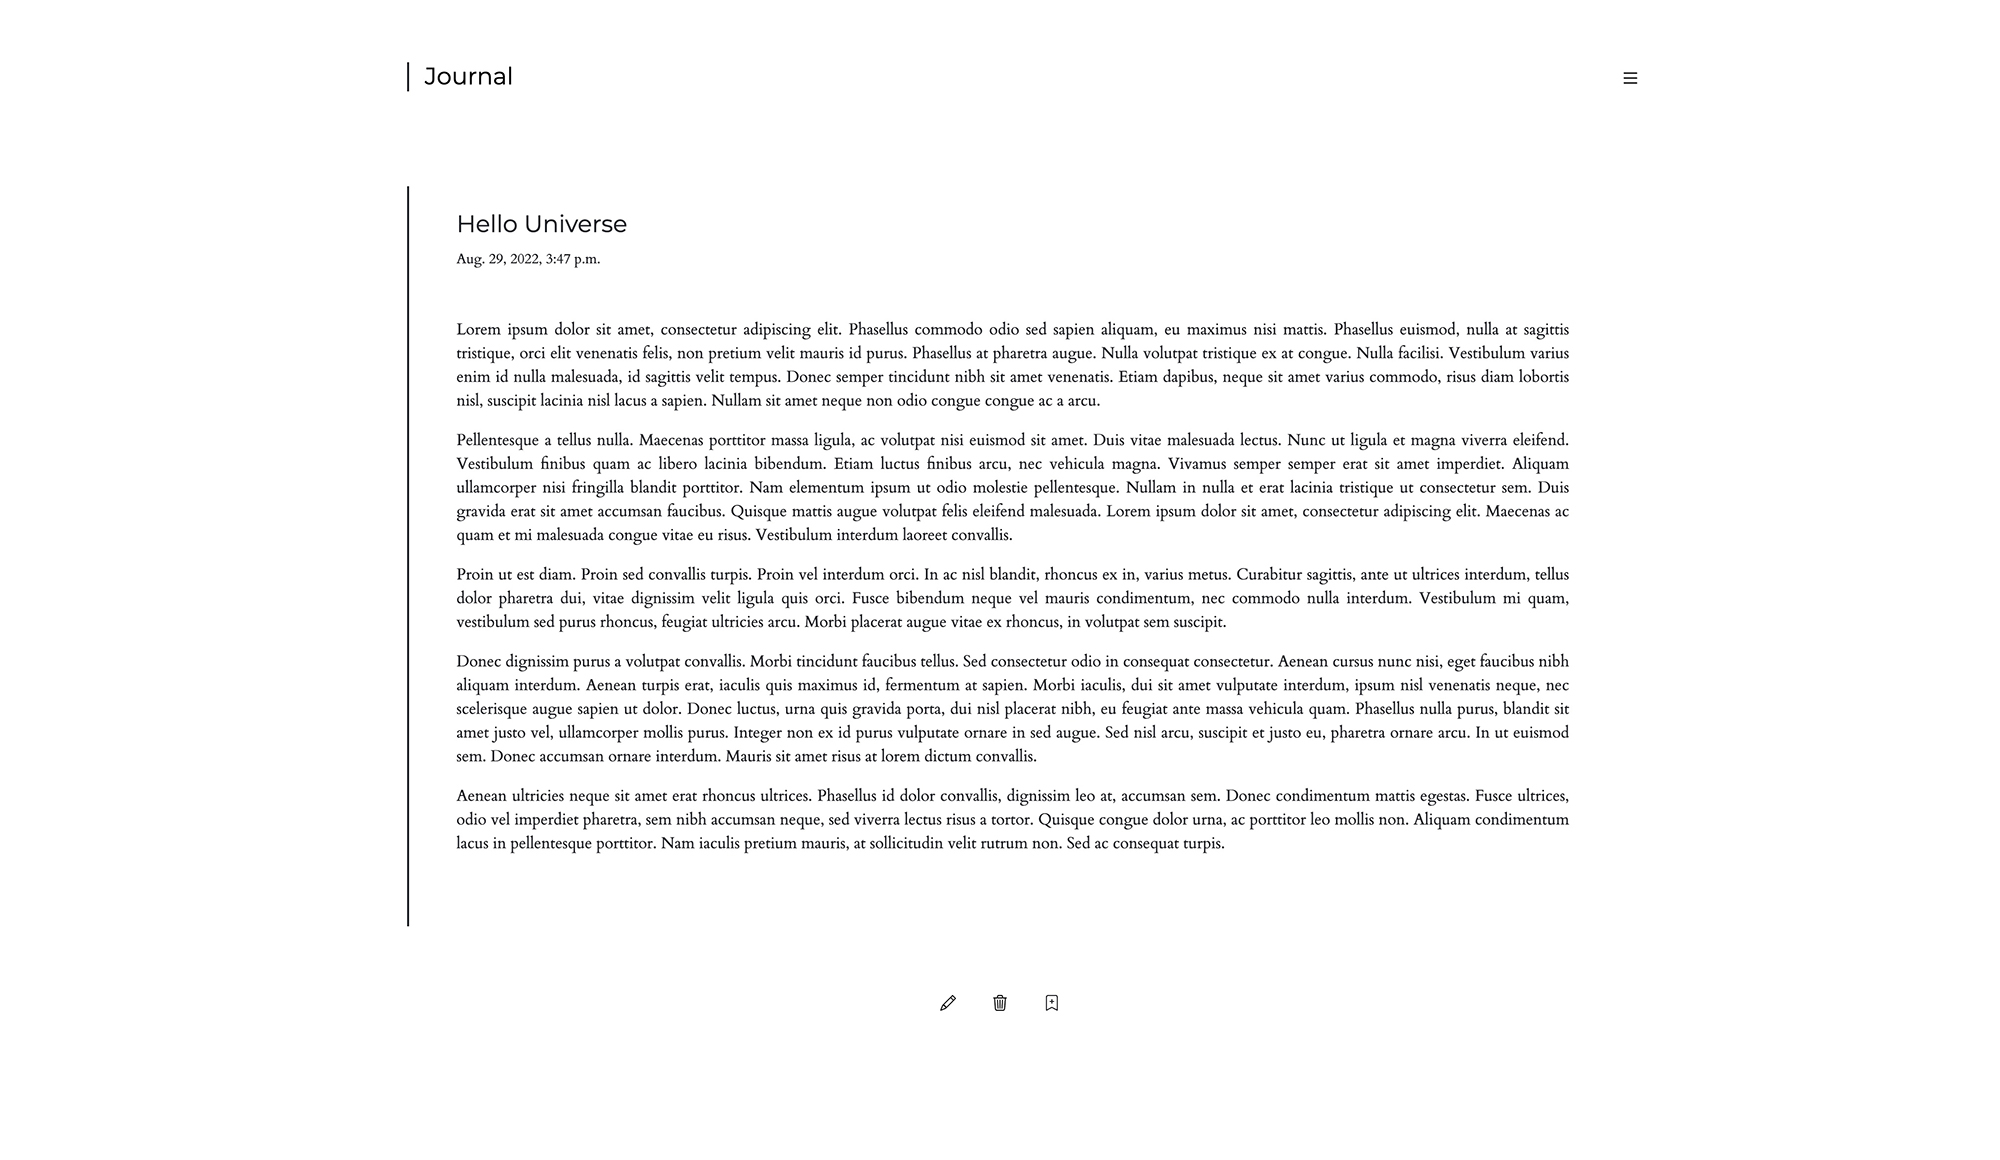 Journal
Hello Universe
Aug. 29, 2022, 3:47 p.m.
Lorem ipsum dolor sit amet, consectetur adipiscing elit. Phasellus commodo odio sed sapien aliquam, eu maximus nisi mattis. Phasellus euismod, nulla at sagittis
tristique, orci elit venenatis felis, non pretium velit mauris id purus. Phasellus at pharetra augue. Nulla volutpat tristique ex at congue. Nulla facilisi. Vestibulum varius
enim id nulla malesuada, id sagittis velit tempus. Donec semper tincidunt nibh sit amet venenatis. Etiam dapibus, neque sit amet varius commodo, risus diam lobortis
nisl, suscipit lacinia nisl lacus a sapien. Nullam sit amet neque non odio congue congue ac a arcu.
Pellentesque a tellus nulla. Maecenas porttitor massa ligula, ac volutpat nisi euismod sit amet. Duis vitae malesuada lectus. Nunc ut ligula et magna viverra eleifend.
Vestibulum finibus quam ac libero lacinia bibendum. Etiam luctus finibus arcu, nec vehicula magna. Vivamus semper semper erat sit amet imperdiet. Aliquam
ullamcorper nisi fringilla blandit porttitor. Nam elementum ipsum ut odio molestie pellentesque. Nullam in nulla et erat lacinia tristique ut consectetur sem. Duis
gravida erat sit amet accumsan faucibus. Quisque mattis augue volutpat felis eleifend malesuada. Lorem ipsum dolor sit amet, consectetur adipiscing elit. Maecenas ac
quam et mi malesuada congue vitae eu risus. Vestibulum interdum laoreet convallis.
Proin ut est diam. Proin sed convallis turpis. Proin vel interdum orci. In ac nisl blandit, rhoncus ex in, varius metus. Curabitur sagittis, ante ut ultrices interdum, tellus
dolor pharetra dui, vitae dignissim velit ligula quis orci. Fusce bibendum neque vel mauris condimentum, nec commodo nulla interdum. Vestibulum mi quam,
vestibulum sed purus rhoncus, feugiat ultricies arcu. Morbi placerat augue vitae ex rhoncus, in volutpat sem suscipit.
Donec dignissim purus a volutpat convallis. Morbi tincidunt faucibus tellus. Sed consectetur odio in consequat consectetur. Aenean cursus nunc nisi, eget faucibus nibh
aliquam interdum. Aenean turpis erat, iaculis quis maximus id, fermentum at sapien. Morbi iaculis, dui sit amet vulputate interdum, ipsum nisl venenatis neque, nec
scelerisque augue sapien ut dolor. Donec luctus, urna quis gravida porta, dui nisl placerat nibh, eu feugiat ante massa vehicula quam. Phasellus nulla purus, blandit sit
amet justo vel, ullamcorper mollis purus. Integer non ex id purus vulputate ornare in sed augue. Sed nisl arcu, suscipit et justo eu, pharetra ornare arcu. In ut euismod
sem. Donec accumsan ornare interdum. Mauris sit amet risus at lorem dictum convallis.
Aenean ultricies neque sit amet erat rhoncus ultrices. Phasellus id dolor convallis, dignissim leo at, accumsan sem. Donec condimentum mattis egestas. Fusce ultrices,
odio vel imperdiet pharetra, sem nibh accumsan neque, sed viverra lectus risus a tortor. Quisque congue dolor urna, ac porttitor leo mollis non. Aliquam condimentum
lacus in pellentesque porttitor. Nam iaculis pretium mauris, at sollicitudin velit rutrum non. Sed ac consequat turpis.